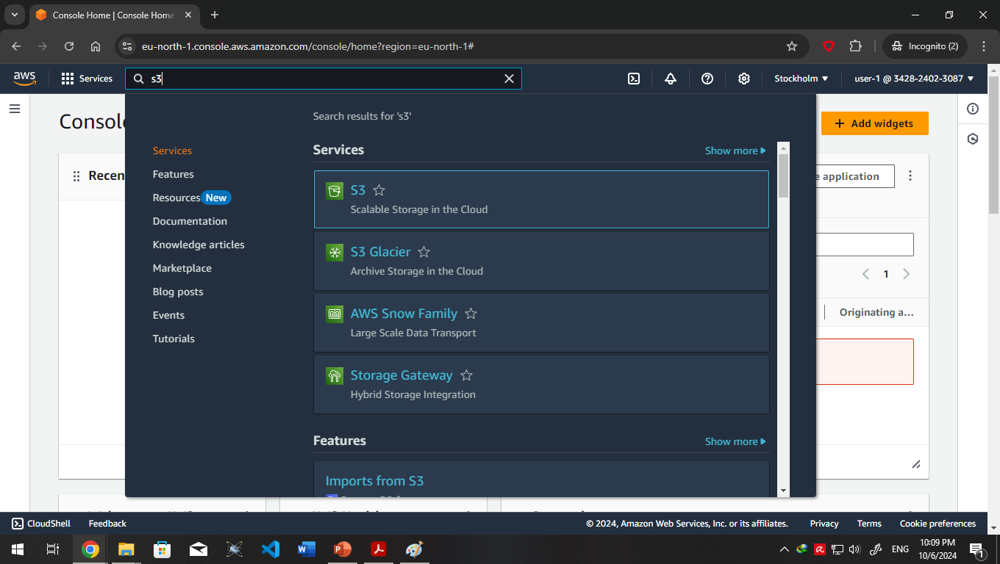 Console Home | Console Home
eu-north-1.console.aws.amazon.com/console/home?region=eu-north-1#
Incognito (2)
aws
Services
s3
Stockholm
user-1 @ 3428-2402-3087
Search results for 's3'
Add widgets
Services
Features
Resources New
Documentation
Knowledge articles
Marketplace
Blog posts
Events
Tutorials
Services
Show more
S3
Scalable Storage in the Cloud
S3 Glacier
Archive Storage in the Cloud
AWS Snow Family
Large Scale Data Transport
Storage Gateway
Hybrid Storage Integration
Features
Show more
Imports from S3
application
1
Originating a...
CloudShell
Feedback
© 2024, Amazon Web Services, Inc. or its affiliates.
Privacy
Terms
Cookie preferences
ENG
10:09 PM
10/6/2024
1